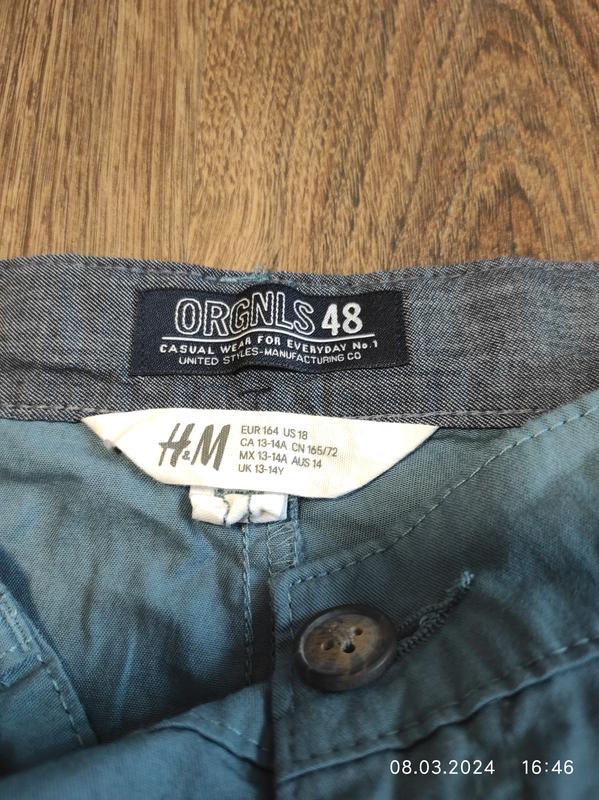 ORGNLS 48
CASUAL WEAR FOR EVERYDAY No.1
UNITED STYLES-MANUFACTURING CO
H&M
EUR 164 US 18
CA 13-14A CN 165/72
MX 13-14A AUS 14
UK 13-14Y
08.03.2024 16:46